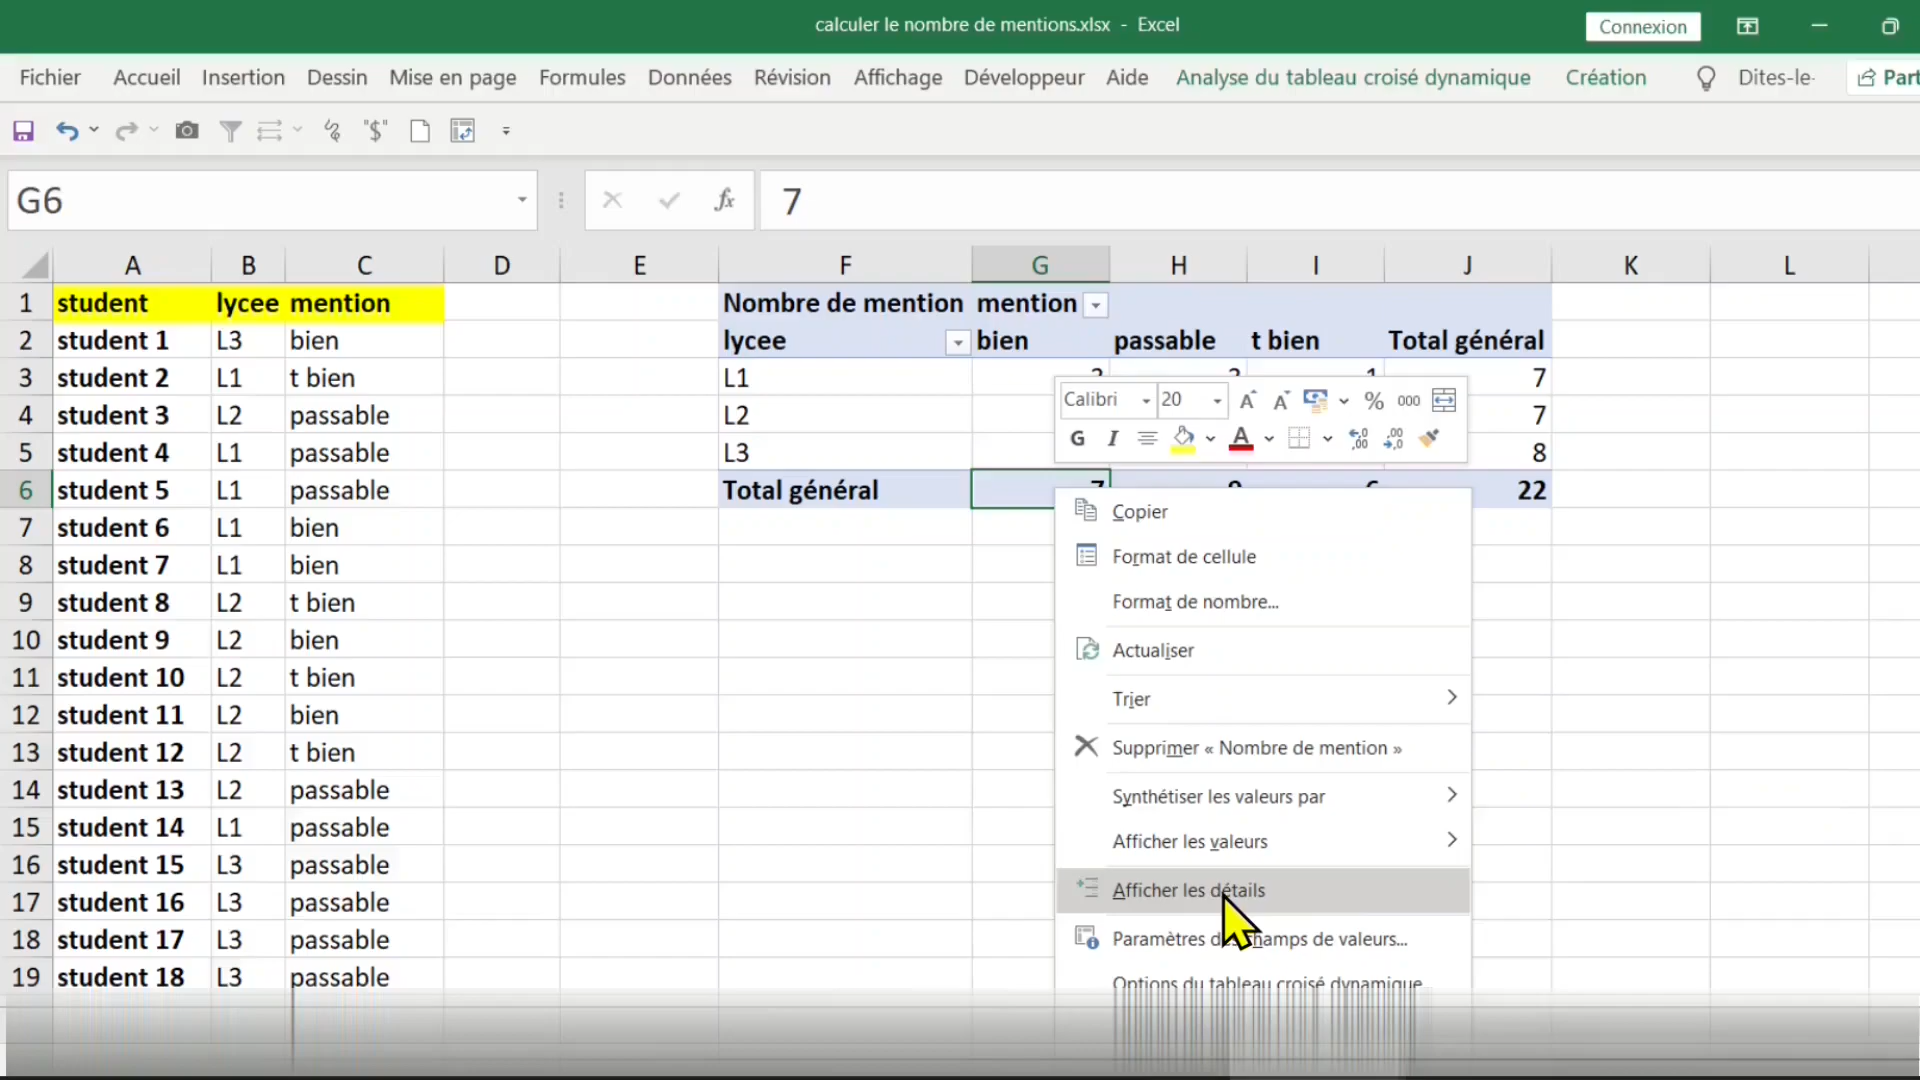 calculer le nombre de mentions.xlsx - Excel
Connexion
Fichier Accueil Insertion Dessin Mise en page Formules Données Révision Affichage Développeur Aide Analyse du tableau croisé dynamique Création Dites-le- Part
"$"
G6 fx 7
A B C D E F G H I J K L
1 student lycee mention Nombre de mention mention
2 student 1 L3 bien lycee bien passable t bien Total général
3 student 2 L1 t bien L1 7
4 student 3 L2 passable L2 7
5 student 4 L1 passable L3 8
6 student 5 L1 passable Total général 7 22
7 student 6 L1 bien
8 student 7 L1 bien
9 student 8 L2 t bien
10 student 9 L2 bien
11 student 10 L2 t bien
12 student 11 L2 bien
13 student 12 L2 t bien
14 student 13 L2 passable
15 student 14 L1 passable
16 student 15 L3 passable
17 student 16 L3 passable
18 student 17 L3 passable
19 student 18 L3 passable
Calibri 20 A A % 000
G I A ,00 ,00
Copier
Format de cellule
Format de nombre...
Actualiser
Trier
Supprimer « Nombre de mention »
Synthétiser les valeurs par
Afficher les valeurs
Afficher les détails
Paramètres des champs de valeurs...
Options du tableau croisé dynamique